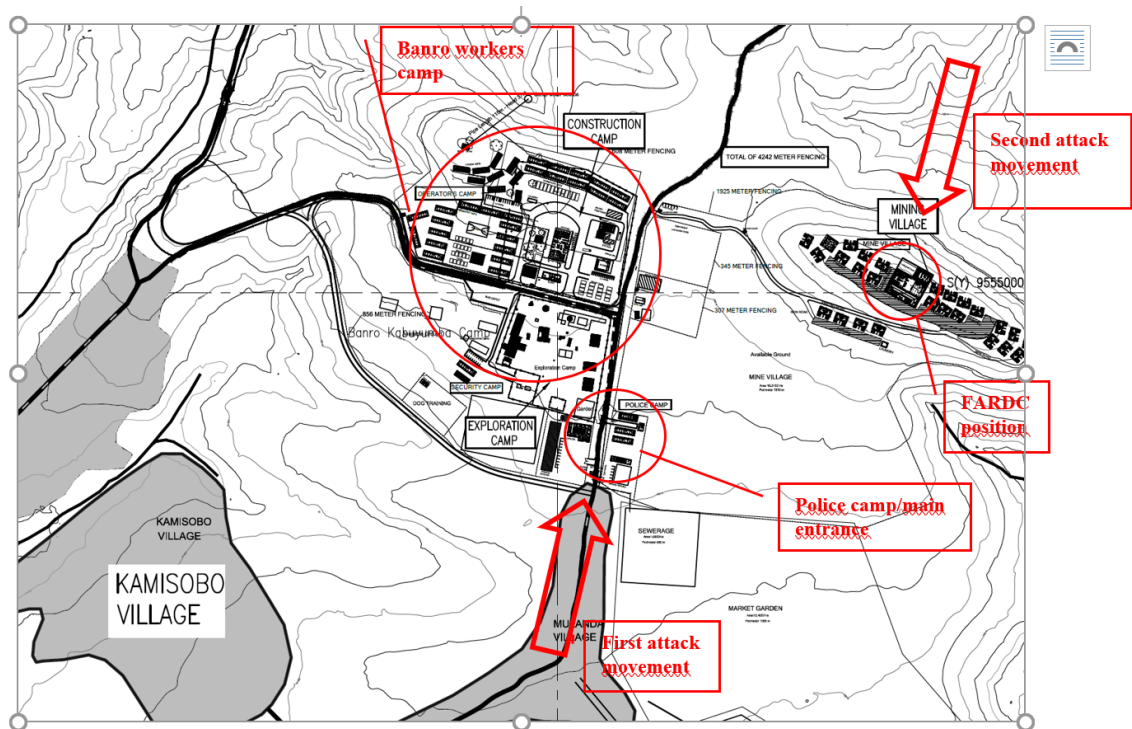 Banro workers
camp
CONSTRUCTION
CAMP
TOTAL OF 4242 METER FENCING
Second attack
movement
1925 METER FENCING
OPERATOR'S CAMP
MINING
VILLAGE
MINE VILLAGE
345 METER FENCING
S(Y) 9555000
307 METER FENCING
856 METER FENCING
Banro Kabuyumba Camp
Available Ground
Exploration Camp
MINE VILLAGE
SECURITY CAMP
DOG TRAINING
FARDC
position
Garden
POLICE CAMP
EXPLORATION
CAMP
Police camp/main
entrance
KAMISOBO
VILLAGE
SEWERAGE
KAMISOBO
VILLAGE
MARKET GARDEN
VILLAGE
First attack
movement